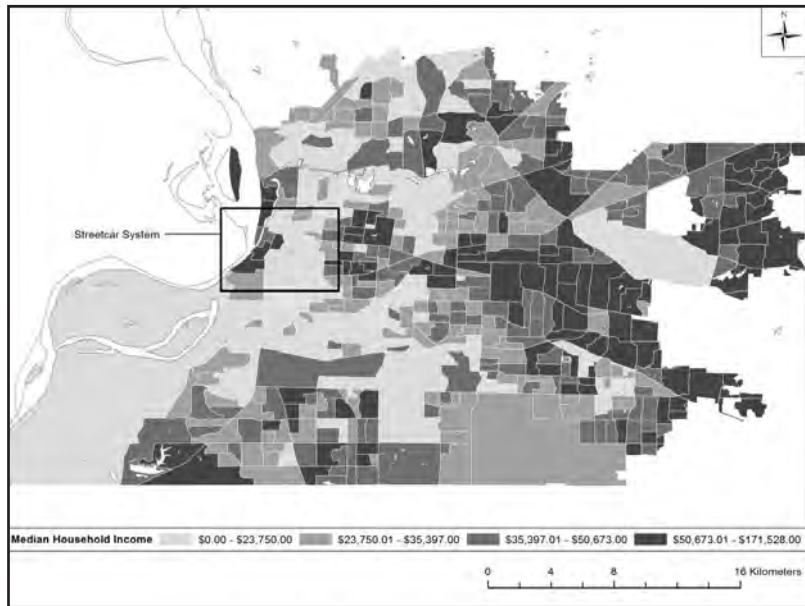 N
Streetcar System
Median Household Income $0.00 - $23,750.00 $23,750.01 - $35,397.00 $35,397.01 - $50,673.00 $50,673.01 - $171,528.00
0 4 8 16 Kilometers